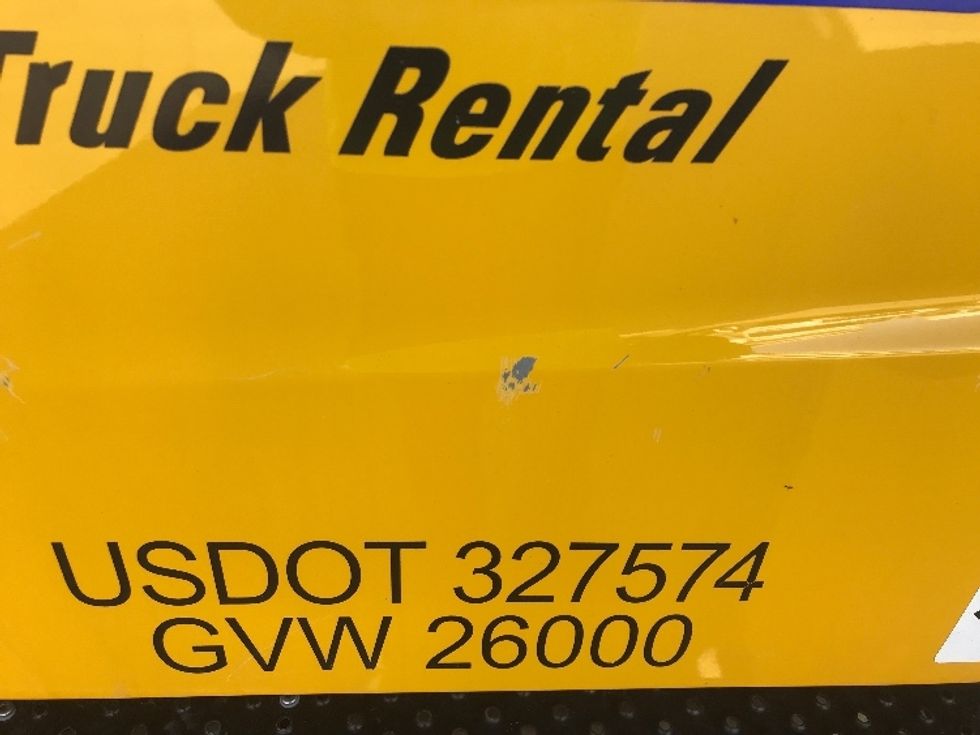 Truck Rental
USDOT 327574
GVW 26000